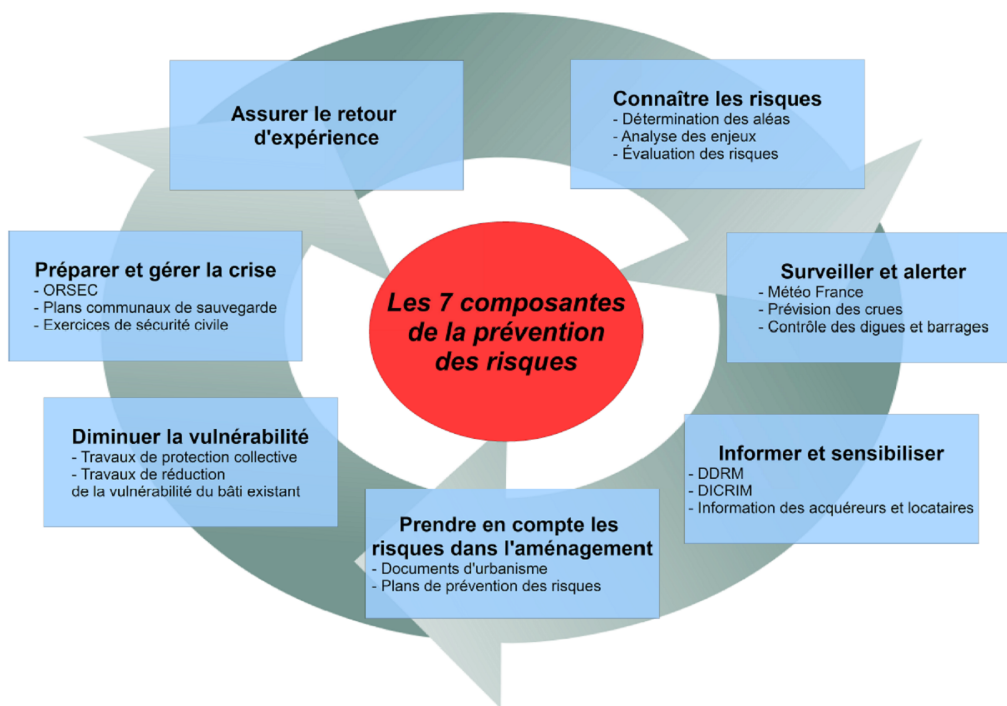 Assurer le retour
d'expérience
Connaître les risques
- Détermination des aléas
- Analyse des enjeux
- Évaluation des risques
Préparer et gérer la crise
- ORSEC
- Plans communaux de sauvegarde
- Exercices de sécurité civile
Les 7 composantes
de la prévention
des risques
Surveiller et alerter
- Météo France
- Prévision des crues
- Contrôle des digues et barrages
Diminuer la vulnérabilité
- Travaux de protection collective
- Travaux de réduction
de la vulnérabilité du bâti existant
Informer et sensibiliser
- DDRM
- DICRIM
- Information des acquéreurs et locataires
Prendre en compte les
risques dans l'aménagement
- Documents d'urbanisme
- Plans de prévention des risques